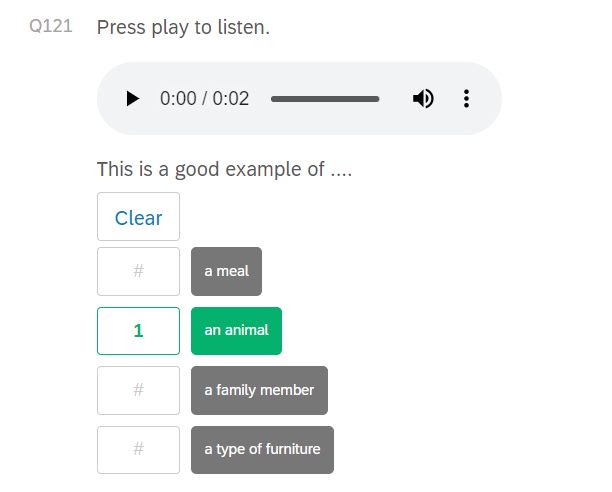 Q121 Press play to listen.
0:00 / 0:02
This is a good example of ....
Clear
# a meal
1 an animal
# a family member
# a type of furniture